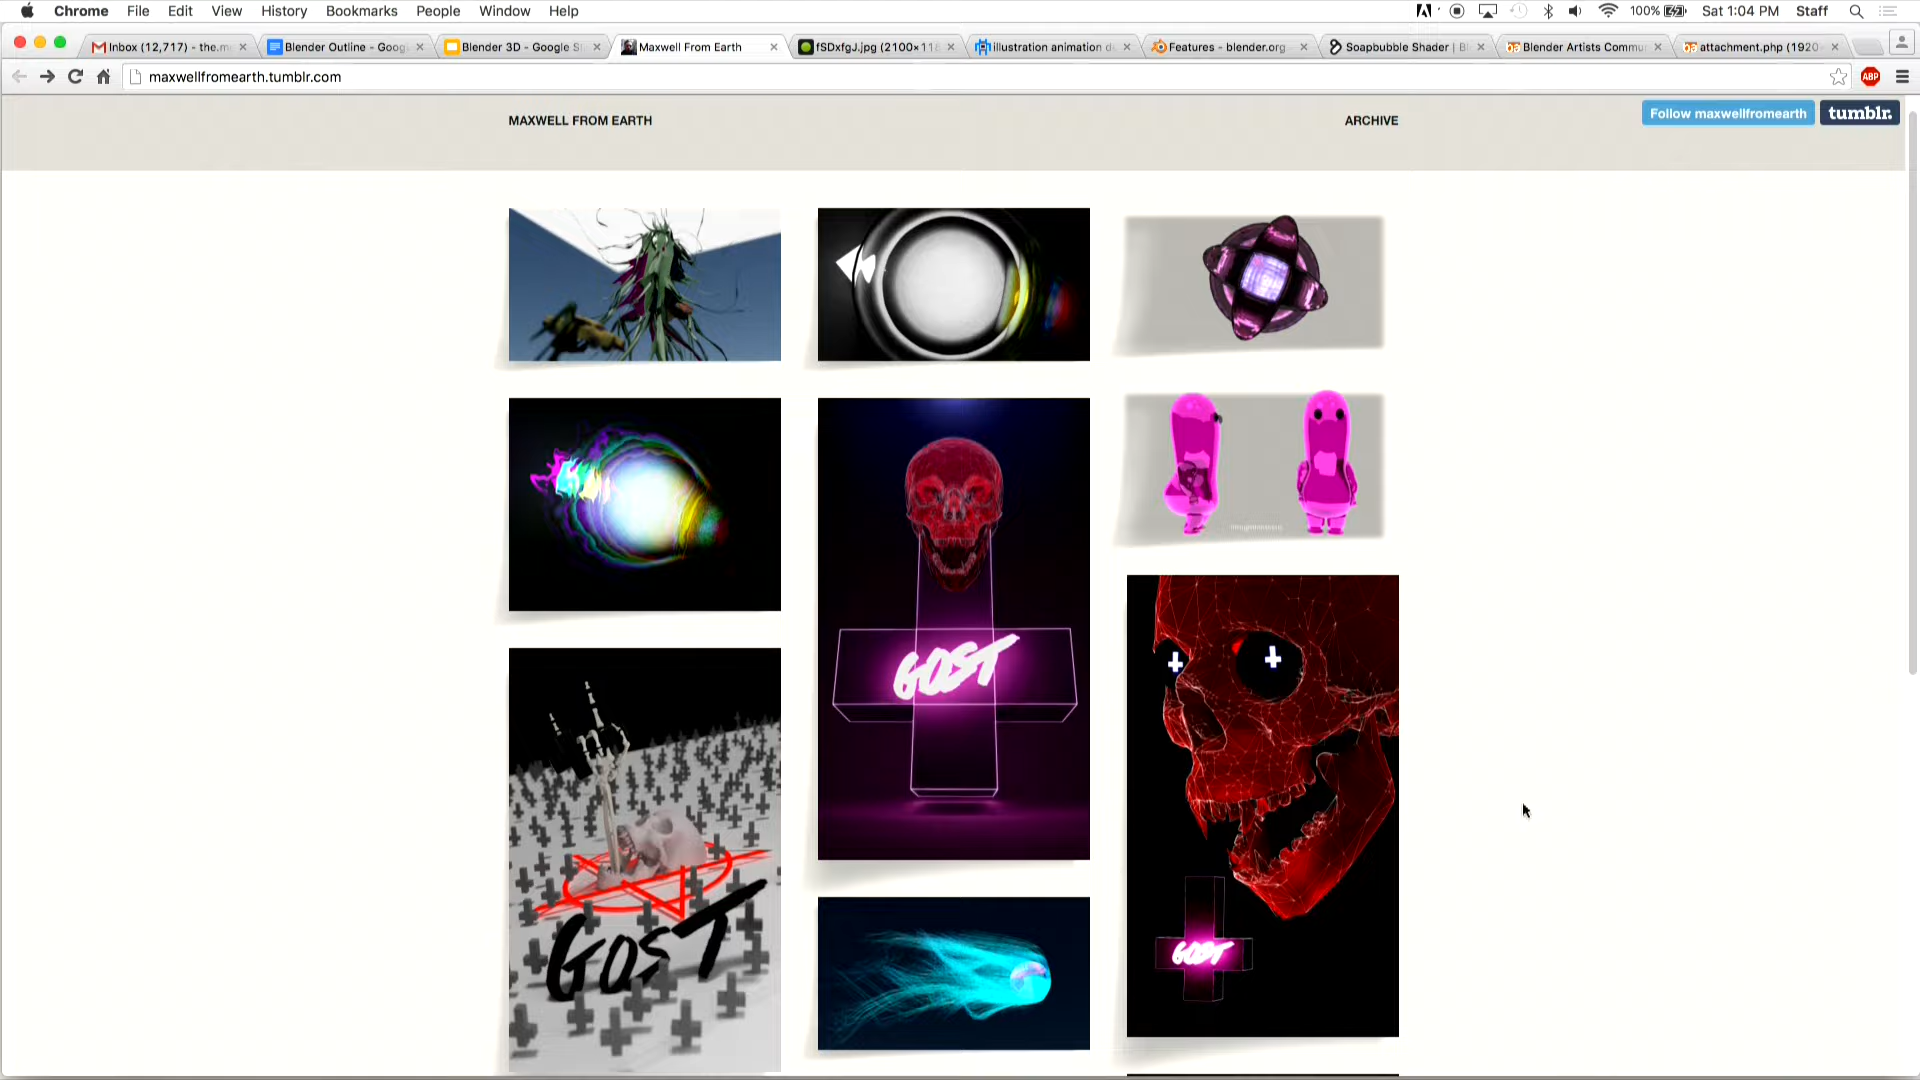 Chrome File Edit View History Bookmarks People Window Help
100% Sat 1:04 PM Staff
Inbox (12,717) - the.m
Blender Outline - Goog
Blender 3D - Google S
Maxwell From Earth
fSDxfgJ.jpg (2100×118
illustration animation d
Features - blender.org
Soapbubble Shader | B
Blender Artists Commu
attachment.php (1920
maxwellfromearth.tumblr.com
ABP
MAXWELL FROM EARTH
ARCHIVE
Follow maxwellfromearth
tumblr.
GOST
GOST
GOST